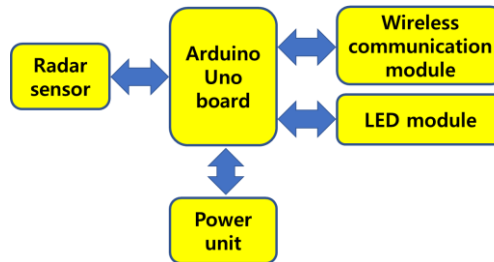 Radar
sensor
Arduino
Uno
board
Wireless
communication
module
LED module
Power
unit